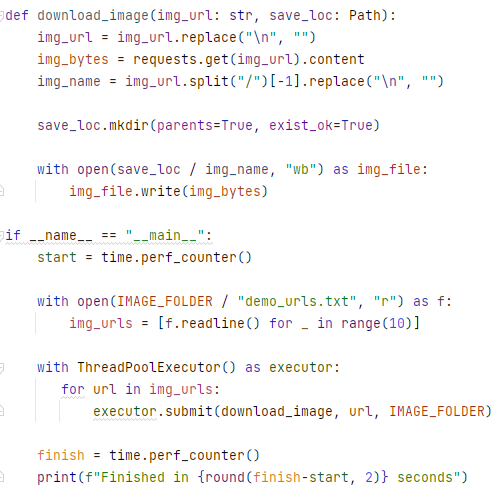 def download_image(img_url: str, save_loc: Path):
    img_url = img_url.replace("\n", "")
    img_bytes = requests.get(img_url).content
    img_name = img_url.split("/")[-1].replace("\n", "")

    save_loc.mkdir(parents=True, exist_ok=True)

    with open(save_loc / img_name, "wb") as img_file:
        img_file.write(img_bytes)

if __name__ == "__main__":
    start = time.perf_counter()

    with open(IMAGE_FOLDER / "demo_urls.txt", "r") as f:
        img_urls = [f.readline() for _ in range(10)]

    with ThreadPoolExecutor() as executor:
        for url in img_urls:
            executor.submit(download_image, url, IMAGE_FOLDER)

    finish = time.perf_counter()
    print(f"Finished in {round(finish-start, 2)} seconds")